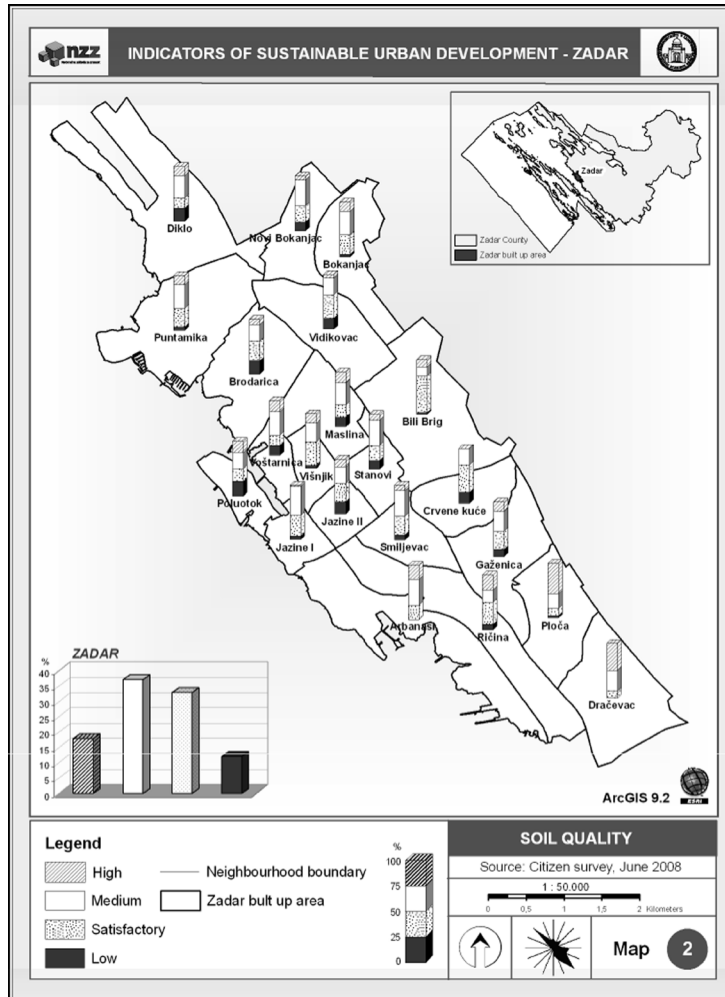 nzz
INDICATORS OF SUSTAINABLE URBAN DEVELOPMENT - ZADAR
Zadar
Zadar County
Zadar built up area
Diklo
Novi Bokanjac
Bokanjac
Puntamika
Vidikovac
Brodarica
Bili Brig
Maslina
Voštarnica
Višnjik
Stanovi
Poluotok
Crvene kuće
Jazine II
Jazine I
Smiljevac
Gaženica
Arbanasi
Ričina
Ploča
Dračevac
ZADAR
%
40
35
30
25
20
15
10
5
0
ArcGIS 9.2
ESRI
Legend
High
Medium
Satisfactory
Low
Neighbourhood boundary
Zadar bult up area
%
100
75
50
25
0
SOIL QUALITY
Source: Citizen survey, June 2008
1 : 50.000
0 0,5 1 1,5 2 Kilometers
Map 2